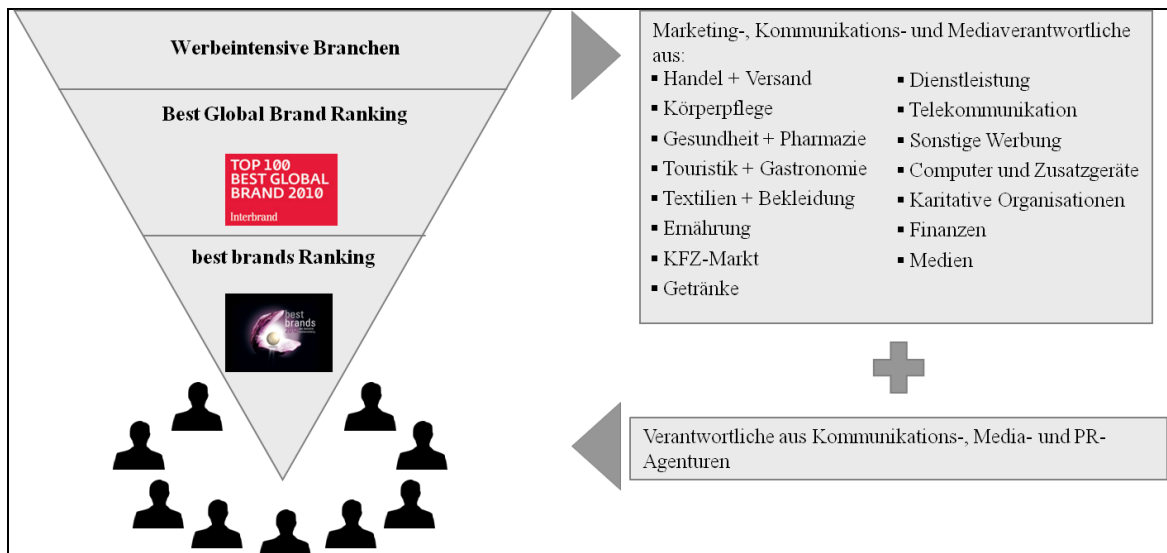 Werbeintensive Branchen
Best Global Brand Ranking
TOP 100
BEST GLOBAL
BRAND 2010
Interbrand
best brands Ranking
best
brands
Marketing-, Kommunikations- und Mediaverantwortliche
aus:
▪ Handel + Versand
▪ Körperpflege
▪ Gesundheit + Pharmazie
▪ Touristik + Gastronomie
▪ Textilien + Bekleidung
▪ Ernährung
▪ KFZ-Markt
▪ Getränke
▪ Dienstleistung
▪ Telekommunikation
▪ Sonstige Werbung
▪ Computer und Zusatzgeräte
▪ Karitative Organisationen
▪ Finanzen
▪ Medien
Verantwortliche aus Kommunikations-, Media- und PR-
Agenturen